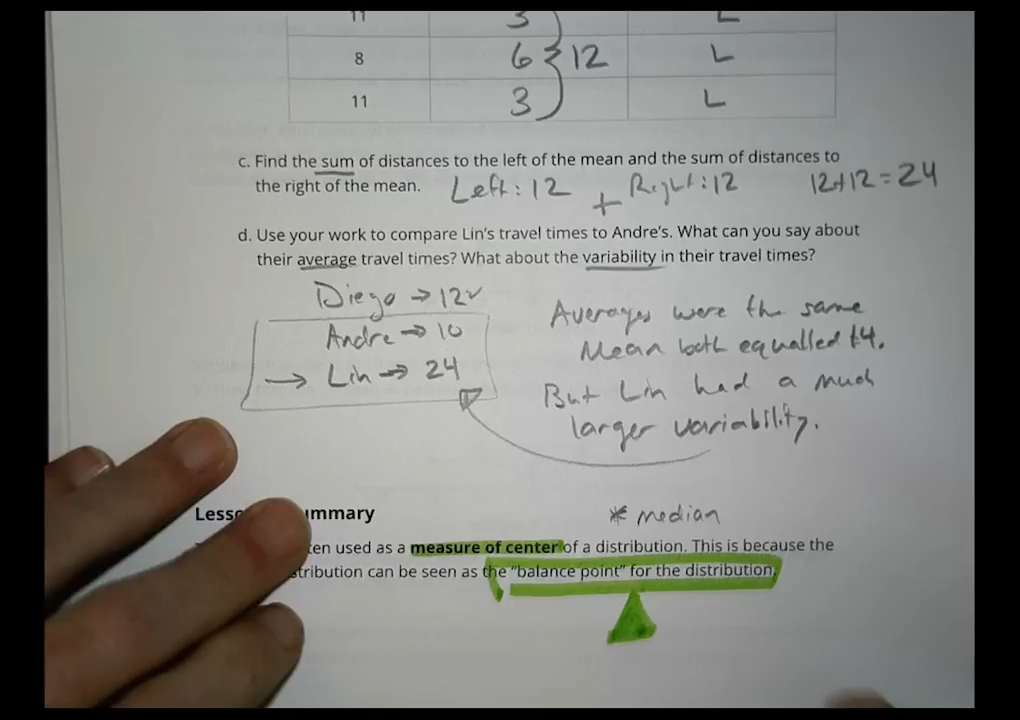 11 3 L
8 6 } 12 L
11 3 L
c. Find the sum of distances to the left of the mean and the sum of distances to
the right of the mean. Left: 12 + Right: 12 12+12=24
d. Use your work to compare Lin's travel times to Andre's. What can you say about
their average travel times? What about the variability in their travel times?
Diego → 12
Andre → 10
→ Lin → 24
Averages were the same
Mean both equalled 14.
But Lin had a much
larger variability.
* median
ummary
ten used as a measure of center of a distribution. This is because the
stribution can be seen as the "balance point" for the distribution.